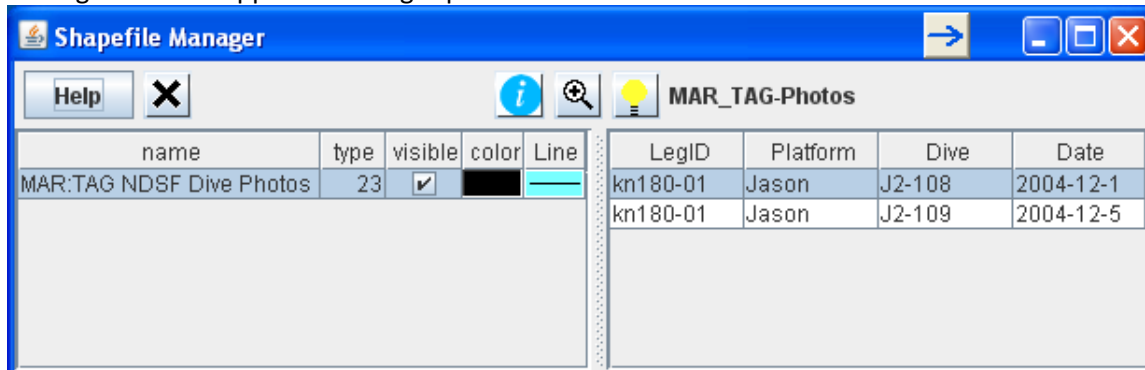 Shapefile Manager
Help MAR_TAG-Photos
name type visible color Line LegID Platform Dive Date
MAR:TAG NDSF Dive Photos 23 kn180-01 Jason J2-108 2004-12-1
kn180-01 Jason J2-109 2004-12-5